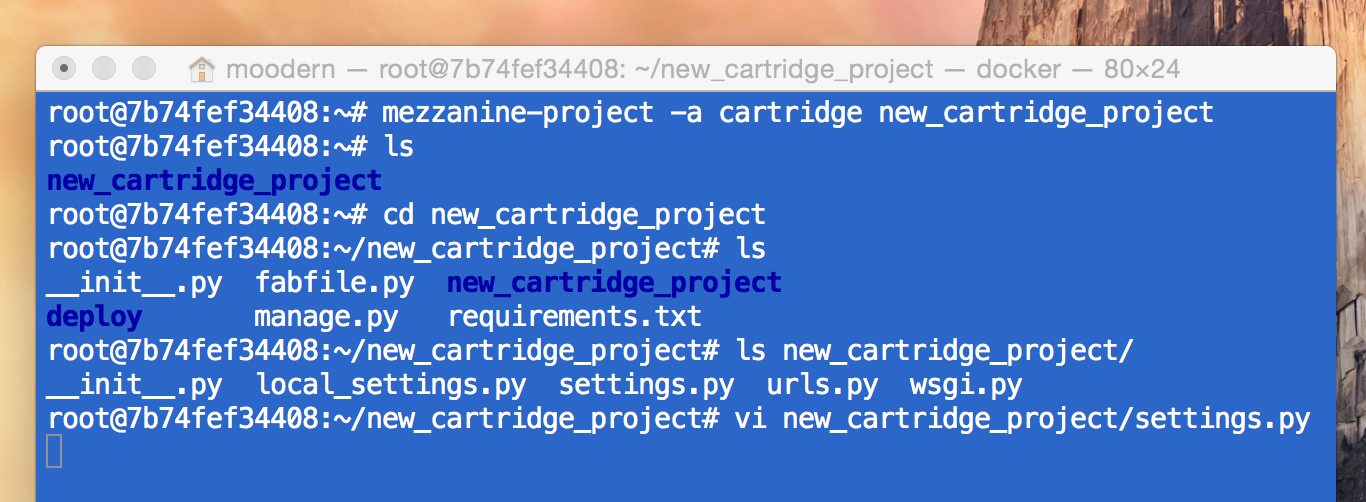 moodern — root@7b74fef34408: ~/new_cartridge_project — docker — 80×24
root@7b74fef34408:~# mezzanine-project -a cartridge new_cartridge_project
root@7b74fef34408:~# ls
new_cartridge_project
root@7b74fef34408:~# cd new_cartridge_project
root@7b74fef34408:~/new_cartridge_project# ls
__init__.py  fabfile.py  new_cartridge_project
deploy       manage.py   requirements.txt
root@7b74fef34408:~/new_cartridge_project# ls new_cartridge_project/
__init__.py  local_settings.py  settings.py  urls.py  wsgi.py
root@7b74fef34408:~/new_cartridge_project# vi new_cartridge_project/settings.py